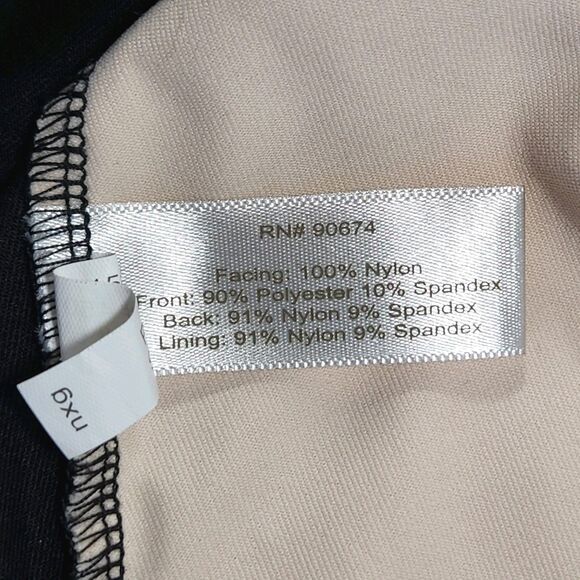 RN# 90674
Facing: 100% Nylon
Front: 90% Polyester 10% Spandex
Back: 91% Nylon 9% Spandex
Lining: 91% Nylon 9% Spandex
nxg